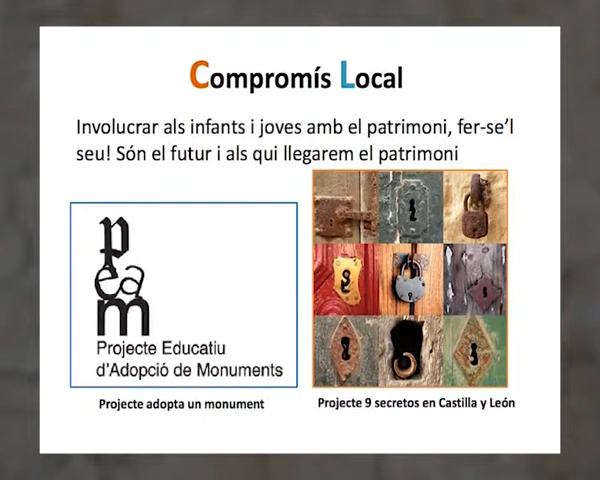 Compromís Local
Involucrar als infants i joves amb el patrimoni, fer-se'l
seu! Són el futur i als qui llegarem el patrimoni
peam
Projecte Educatiu
d'Adopció de Monuments
Projecte adopta un monument
Projecte 9 secretos en Castilla y León